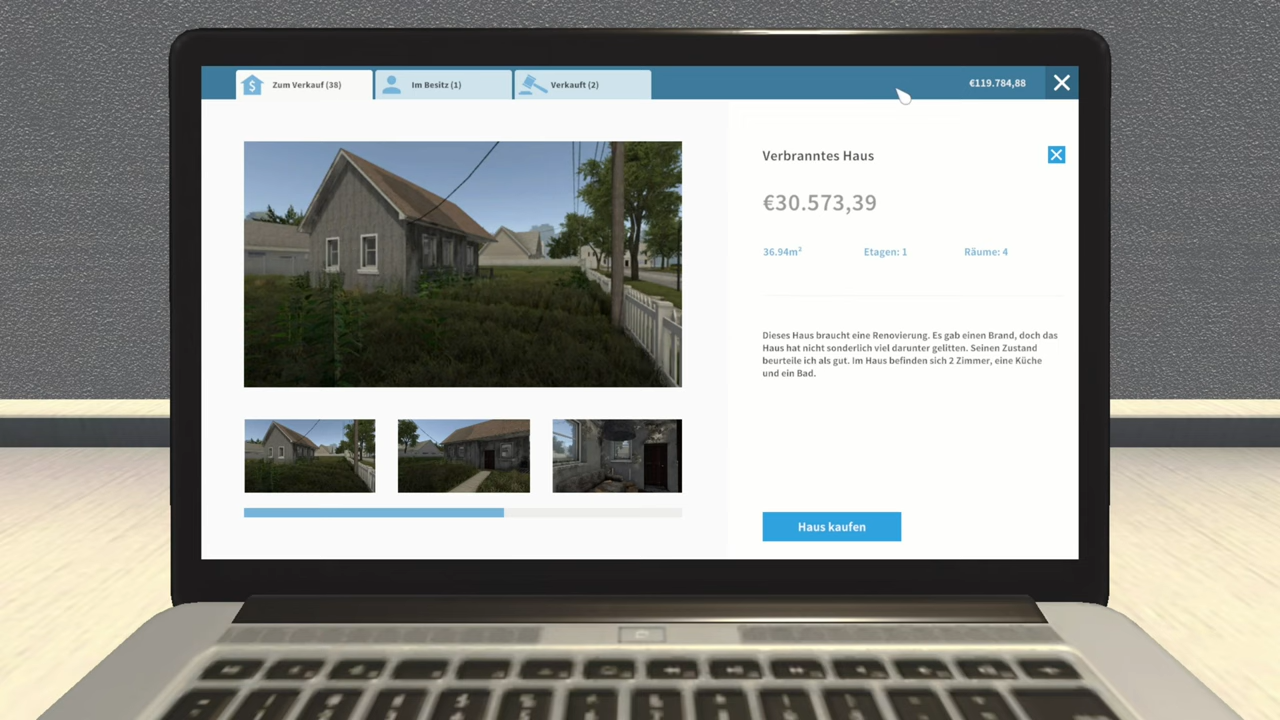 Zum Verkauf (38)
Im Besitz (1)
Verkauft (2)
€119.784,88
Verbranntes Haus
€30.573,39
36.94m²
Etagen: 1
Räume: 4
Dieses Haus braucht eine Renovierung. Es gab einen Brand, doch das
Haus hat nicht sonderlich viel darunter gelitten. Seinen Zustand
beurteile ich als gut. Im Haus befinden sich 2 Zimmer, eine Küche
und ein Bad.
Haus kaufen